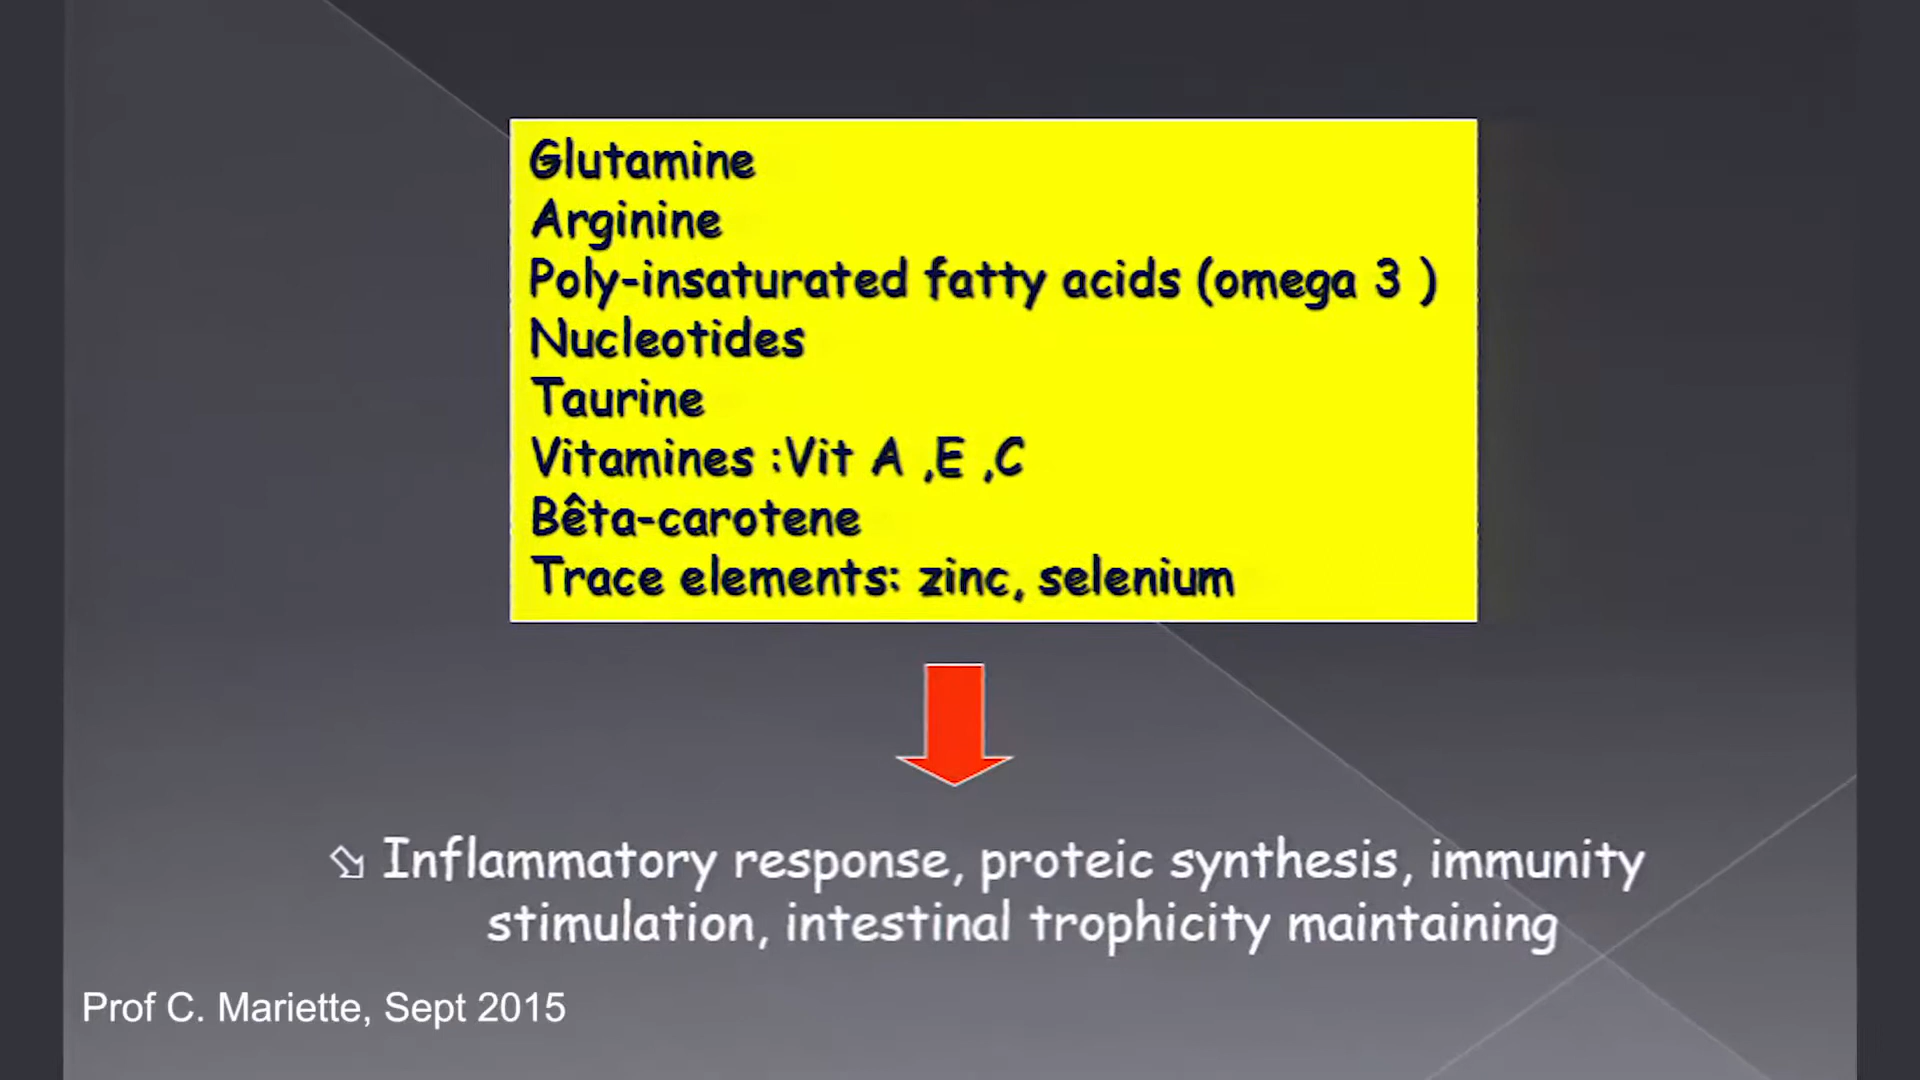 Glutamine
Arginine
Poly-insaturated fatty acids (omega 3 )
Nucleotides
Taurine
Vitamines :Vit A ,E ,C
Bêta-carotene
Trace elements: zinc, selenium
⇘ Inflammatory response, proteic synthesis, immunity
stimulation, intestinal trophicity maintaining
Prof C. Mariette, Sept 2015